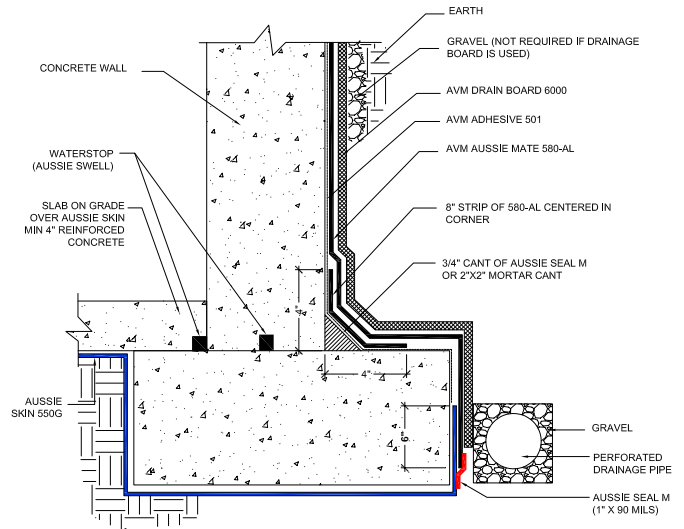 EARTH
GRAVEL (NOT REQUIRED IF DRAINAGE
BOARD IS USED)
CONCRETE WALL
AVM DRAIN BOARD 6000
AVM ADHESIVE 501
AVM AUSSIE MATE 580-AL
WATERSTOP
(AUSSIE SWELL)
SLAB ON GRADE
OVER AUSSIE SKIN
MIN 4" REINFORCED
CONCRETE
8" STRIP OF 580-AL CENTERED IN
CORNER
3/4" CANT OF AUSSIE SEAL M
OR 2"X2" MORTAR CANT
4"
4"
6"
AUSSIE
SKIN 550G
GRAVEL
PERFORATED
DRAINAGE PIPE
AUSSIE SEAL M
(1" X 90 MILS)